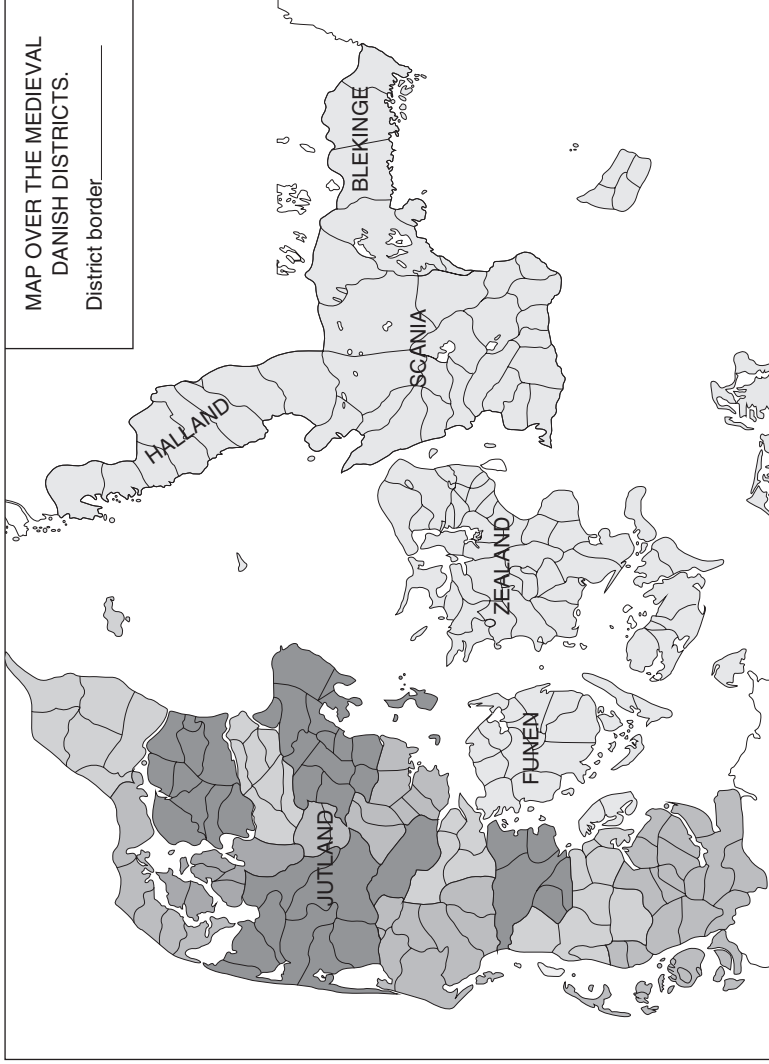 MAP OVER THE MEDIEVAL
DANISH DISTRICTS.
District border
BLEKINGE
HALLAND
SCANIA
ZEALAND
FUNEN
JUTLAND